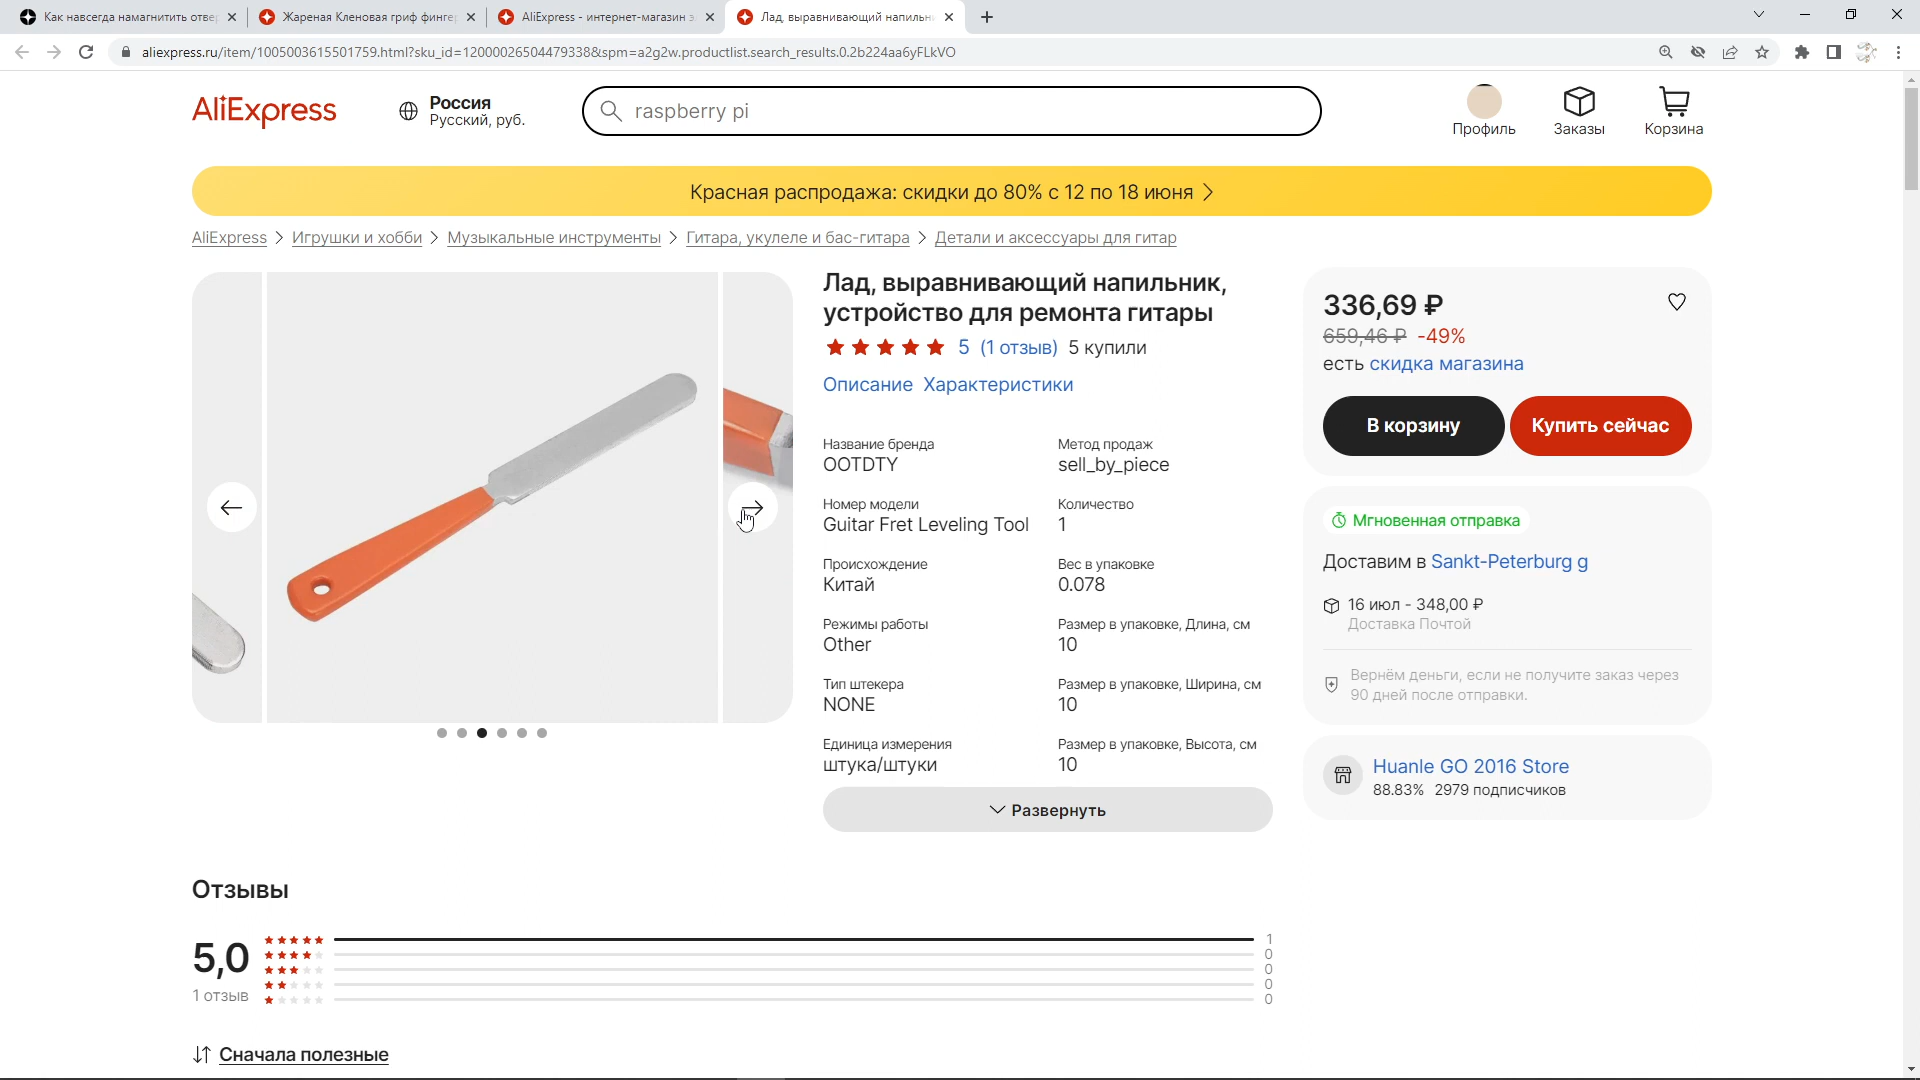 Как навсегда намагнитить отве
Жареная Кленовая гриф фингер
AliExpress - интернет-магазин э
Лад, выравнивающий напильн
aliexpress.ru/item/1005003615501759.html?sku_id=12000026504479338&spm=a2g2w.productlist.search_results.0.2b224aa6yFLkVO
AliExpress
Россия
Русский, руб.
raspberry pi
Профиль
Заказы
Корзина
Красная распродажа: скидки до 80% с 12 по 18 июня
AliExpress > Игрушки и хобби > Музыкальные инструменты > Гитара, укулеле и бас-гитара > Детали и аксессуары для гитар
Лад, выравнивающий напильник,
устройство для ремонта гитары
5 (1 отзыв) 5 купили
Описание Характеристики
Название бренда
OOTDTY
Метод продаж
sell_by_piece
Номер модели
Guitar Fret Leveling Tool
Количество
1
Происхождение
Китай
Вес в упаковке
0.078
Режимы работы
Other
Размер в упаковке, Длина, см
10
Тип штекера
NONE
Размер в упаковке, Ширина, см
10
Единица измерения
штука/штуки
Размер в упаковке, Высота, см
10
Развернуть
336,69 ₽
659,46 ₽ -49%
есть скидка магазина
В корзину
Купить сейчас
Мгновенная отправка
Доставим в Sankt-Peterburg g
16 июл - 348,00 ₽
Доставка Почтой
Вернём деньги, если не получите заказ через
90 дней после отправки.
Huanle GO 2016 Store
88.83% 2979 подписчиков
Отзывы
5,0
1 отзыв
1
0
0
0
0
Сначала полезные